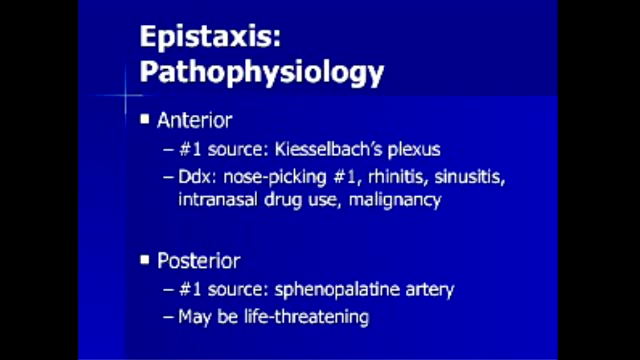 Epistaxis:
Pathophysiology
■ Anterior
– #1 source: Kiesselbach's plexus
– Ddx: nose-picking #1, rhinitis, sinusitis,
intranasal drug use, malignancy
■ Posterior
– #1 source: sphenopalatine artery
– May be life-threatening